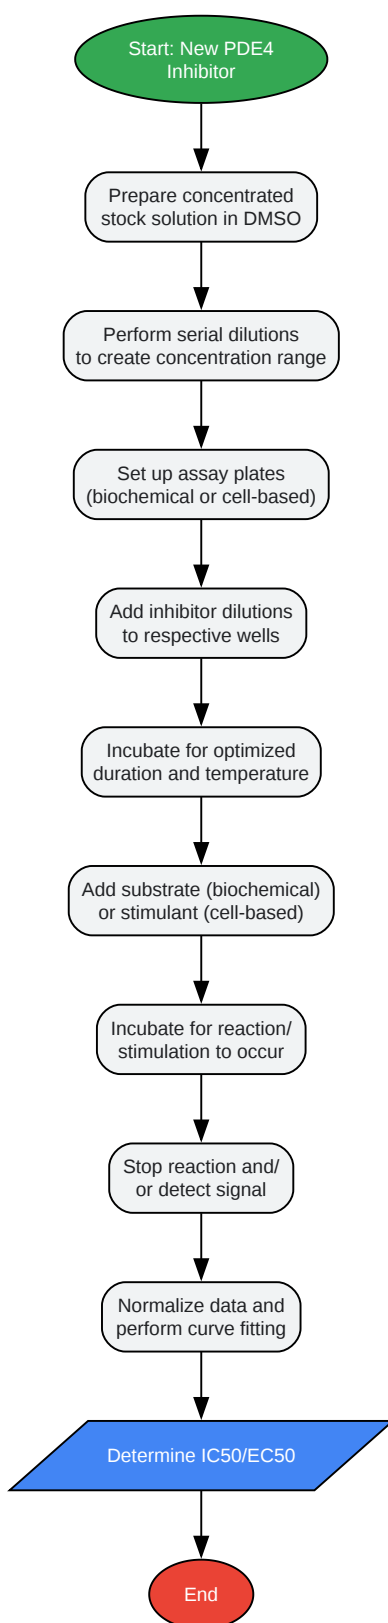 Start: New PDE4
Inhibitor
Prepare concentrated
stock solution in DMSO
Perform serial dilutions
to create concentration range
Set up assay plates
(biochemical or cell-based)
Add inhibitor dilutions
to respective wells
Incubate for optimized
duration and temperature
Add substrate (biochemical)
or stimulant (cell-based)
Incubate for reaction/
stimulation to occur
Stop reaction and/
or detect signal
Normalize data and
perform curve fitting
Determine IC50/EC50
End